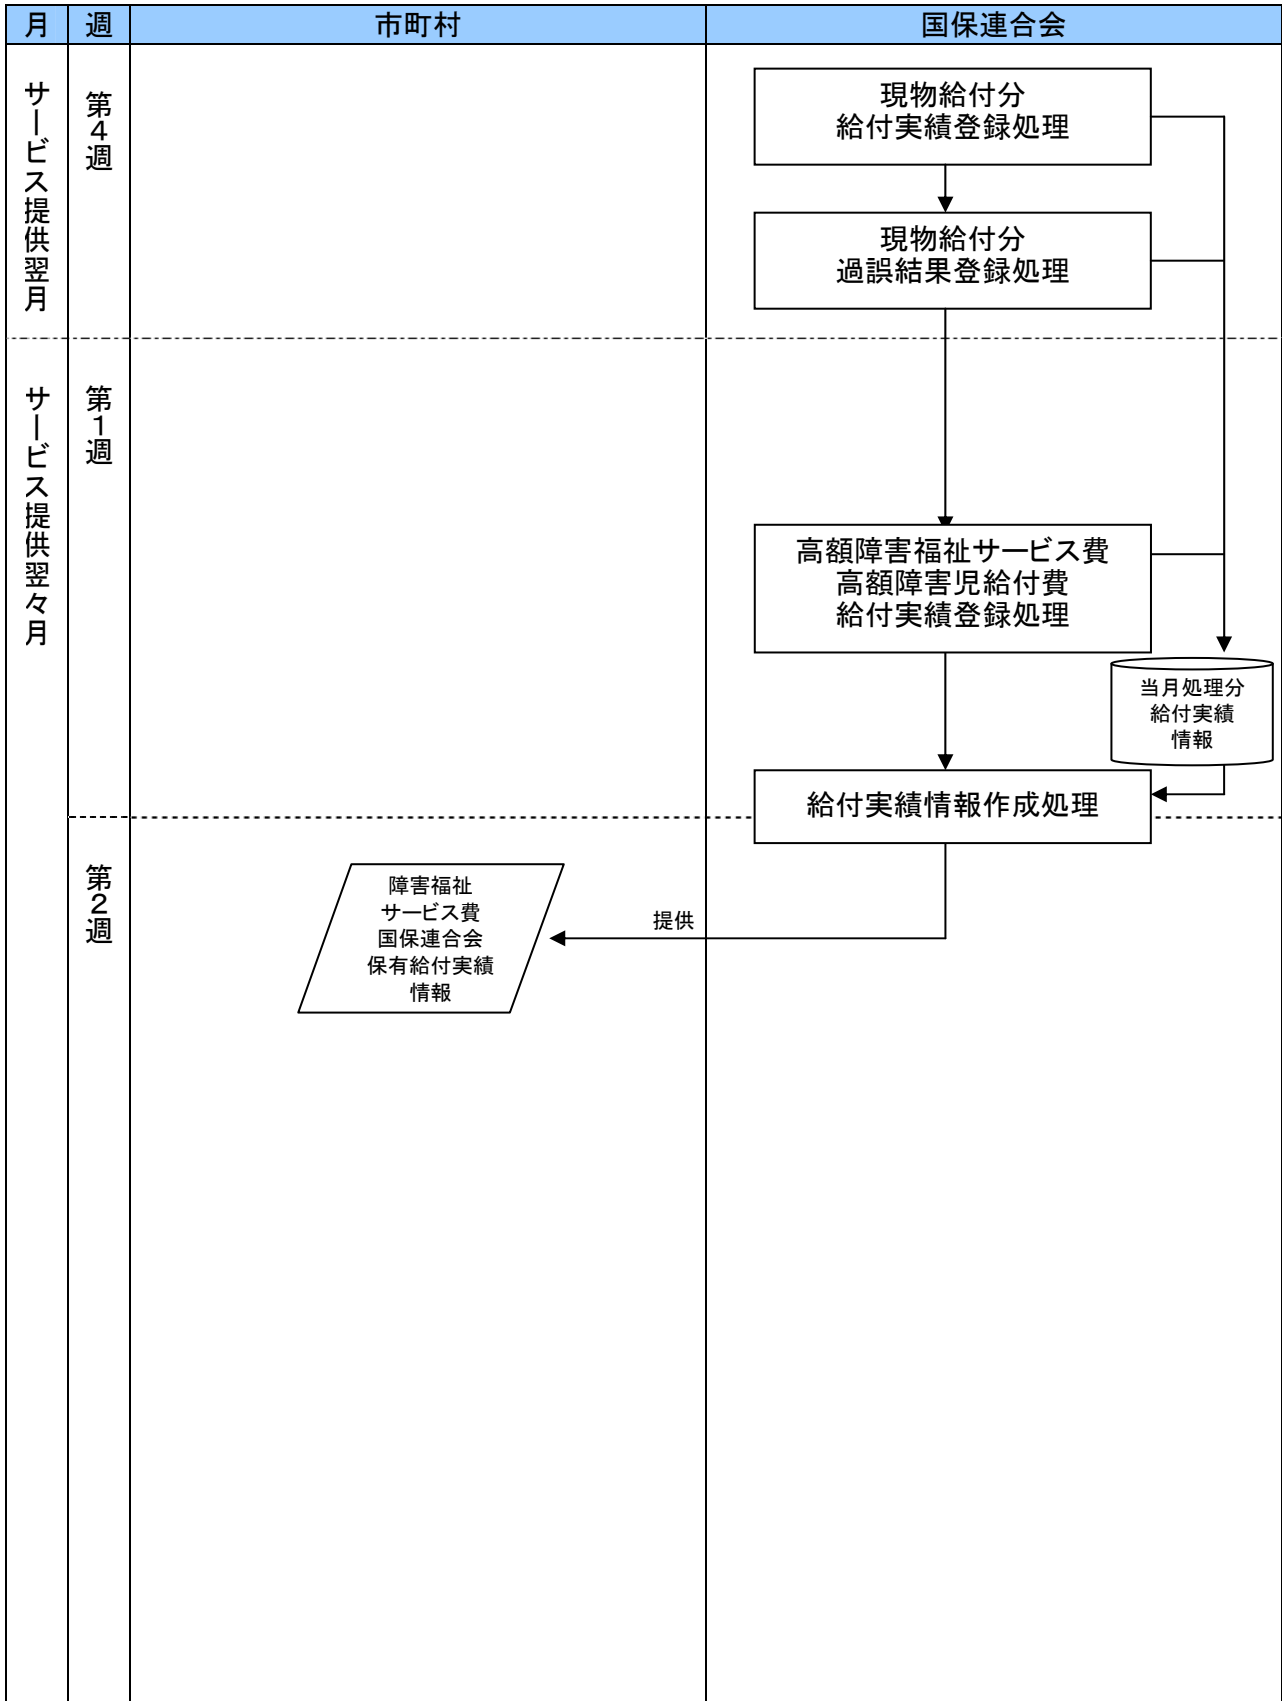 月
週
市町村
国保連合会
サービス提供翌月
第4週
現物給付分
給付実績登録処理
現物給付分
過誤結果登録処理
サービス提供翌々月
第1週
高額障害福祉サービス費
高額障害児給付費
給付実績登録処理
当月処理分
給付実績
情報
給付実績情報作成処理
第2週
障害福祉
サービス費
国保連合会
保有給付実績
情報
提供